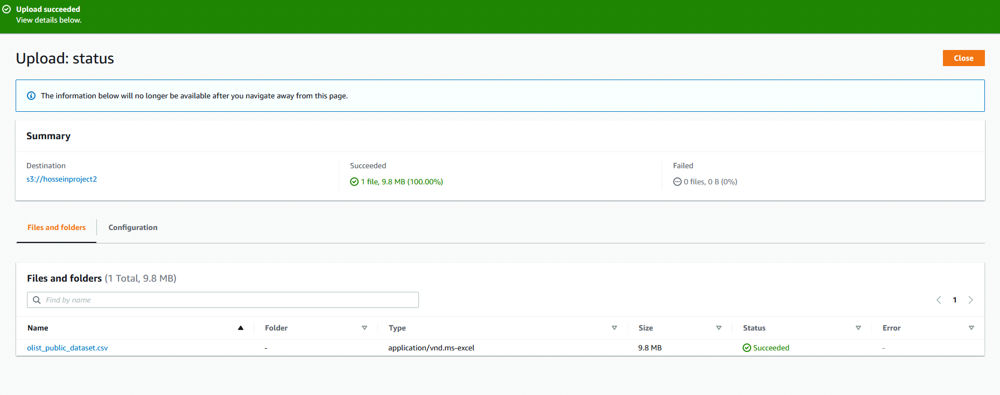 Upload succeeded
View details below.
Upload: status
Close
The information below will no longer be available after you navigate away from this page.
Summary
Destination
s3://hosseinproject2
Succeeded
1 file, 9.8 MB (100.00%)
Failed
0 files, 0 B (0%)
Files and folders
Configuration
Files and folders (1 Total, 9.8 MB)
Find by name
1
Name Folder Type Size Status Error
olist_public_dataset.csv - application/vnd.ms-excel 9.8 MB Succeeded -